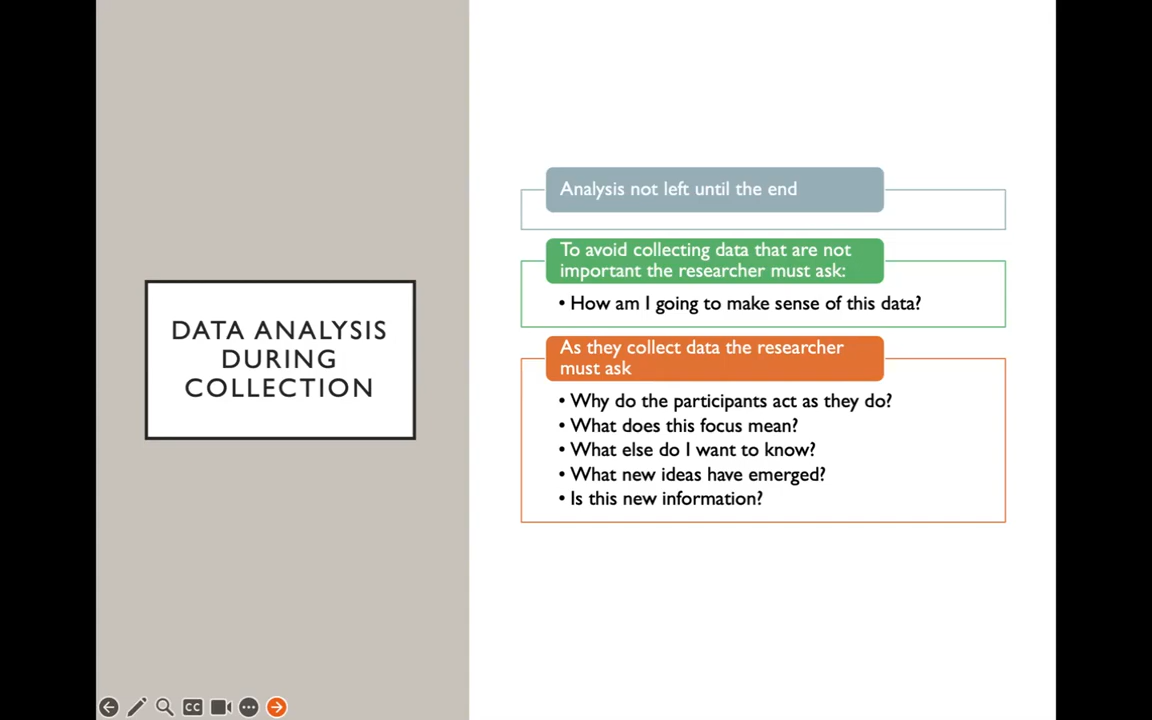 DATA ANALYSIS
DURING
COLLECTION
Analysis not left until the end
To avoid collecting data that are not
important the researcher must ask:
• How am I going to make sense of this data?
As they collect data the researcher
must ask
• Why do the participants act as they do?
• What does this focus mean?
• What else do I want to know?
• What new ideas have emerged?
• Is this new information?
CC